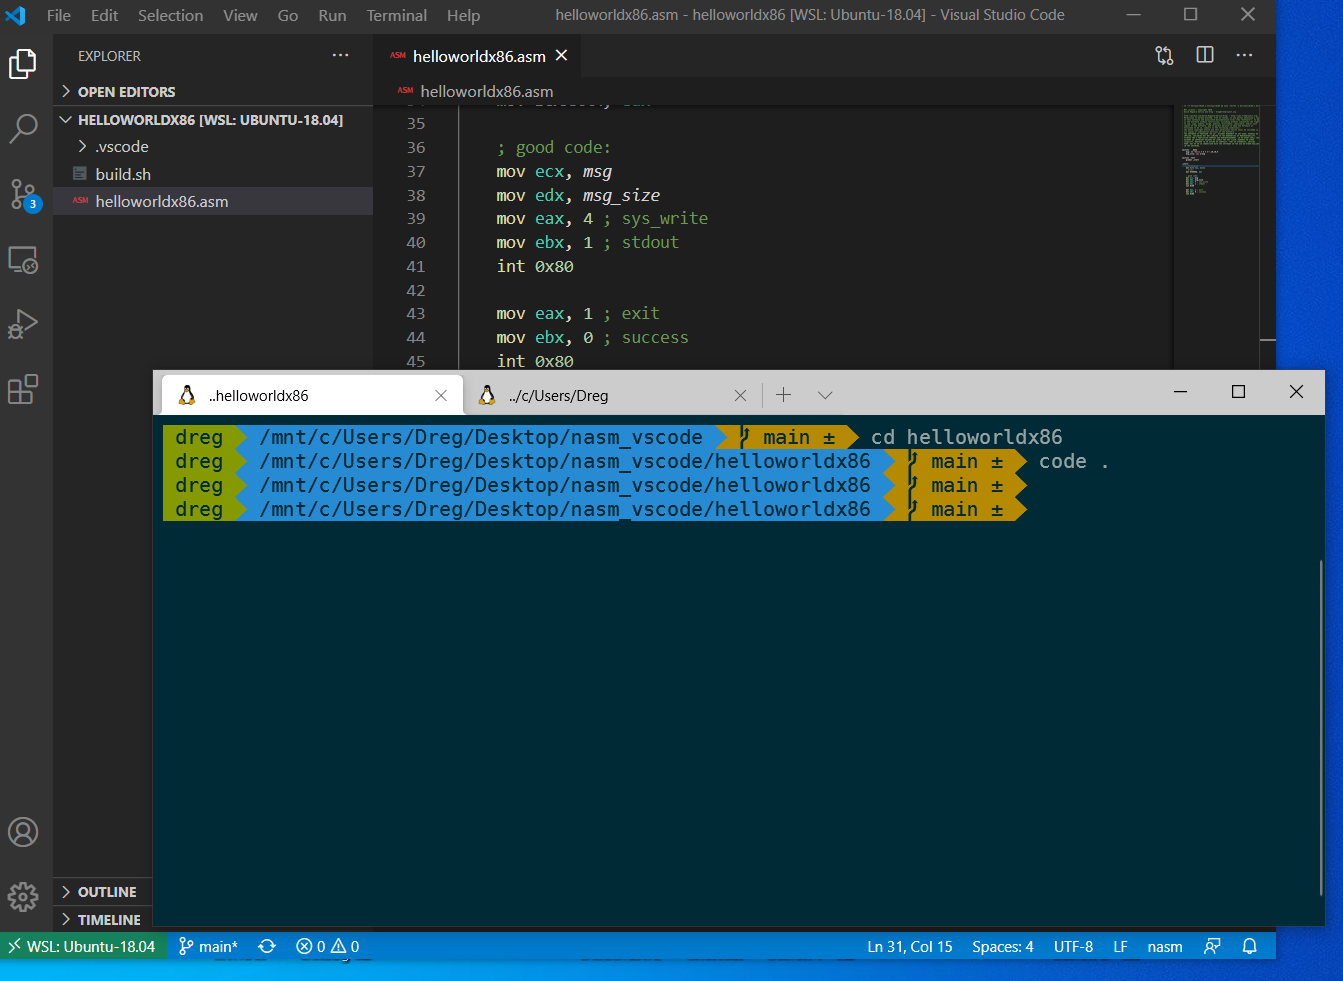 File Edit Selection View Go Run Terminal Help helloworldx86.asm - helloworldx86 [WSL: Ubuntu-18.04] - Visual Studio Code
EXPLORER
ASM helloworldx86.asm
OPEN EDITORS
ASM helloworldx86.asm
HELLOWORLDX86 [WSL: UBUNTU-18.04]
.vscode
build.sh
ASM helloworldx86.asm
3
35
36 ; good code:
37 mov ecx, msg
38 mov edx, msg_size
39 mov eax, 4 ; sys_write
40 mov ebx, 1 ; stdout
41 int 0x80
42
43 mov eax, 1 ; exit
44 mov ebx, 0 ; success
45 int 0x80
..helloworldx86 ../c/Users/Dreg
dreg /mnt/c/Users/Dreg/Desktop/nasm_vscode main ± cd helloworldx86
dreg /mnt/c/Users/Dreg/Desktop/nasm_vscode/helloworldx86 main ± code .
dreg /mnt/c/Users/Dreg/Desktop/nasm_vscode/helloworldx86 main ±
dreg /mnt/c/Users/Dreg/Desktop/nasm_vscode/helloworldx86 main ±
OUTLINE
TIMELINE
WSL: Ubuntu-18.04 main* 0 0 Ln 31, Col 15 Spaces: 4 UTF-8 LF nasm